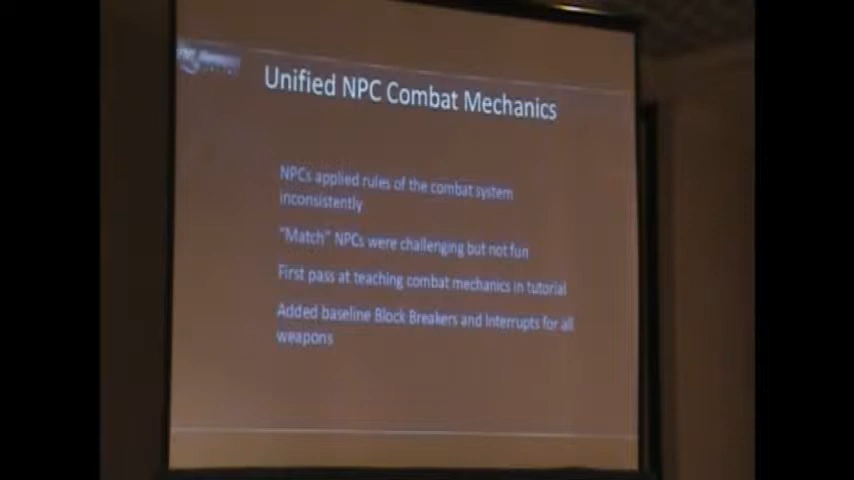 Unified NPC Combat Mechanics
NPCs applied rules of the combat system
inconsistently
"Match" NPCs were challenging but not fun
First pass at teaching combat mechanics in tutorial
Added baseline Block Breakers and Interrupts for all
weapons